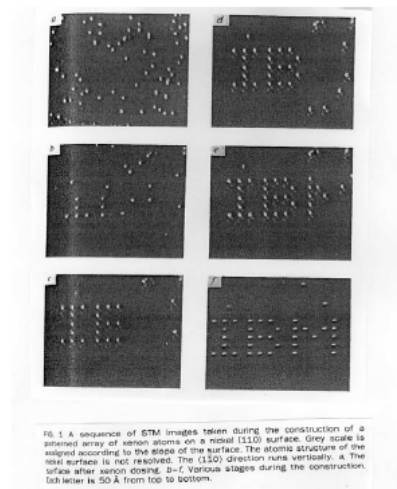 a
d
b
e
c
f
IBM
FIG. 1 A sequence of STM images taken during the construction of a
patterned array of xenon atoms on a nickel (110) surface. Grey scale is
assigned according to the slope of the surface. The atomic structure of the
nickel surface is not resolved. The ⟨11̄0⟩ direction runs vertically. a, The
surface after xenon dosing. b–f, Various stages during the construction.
Each letter is 50 Å from top to bottom.